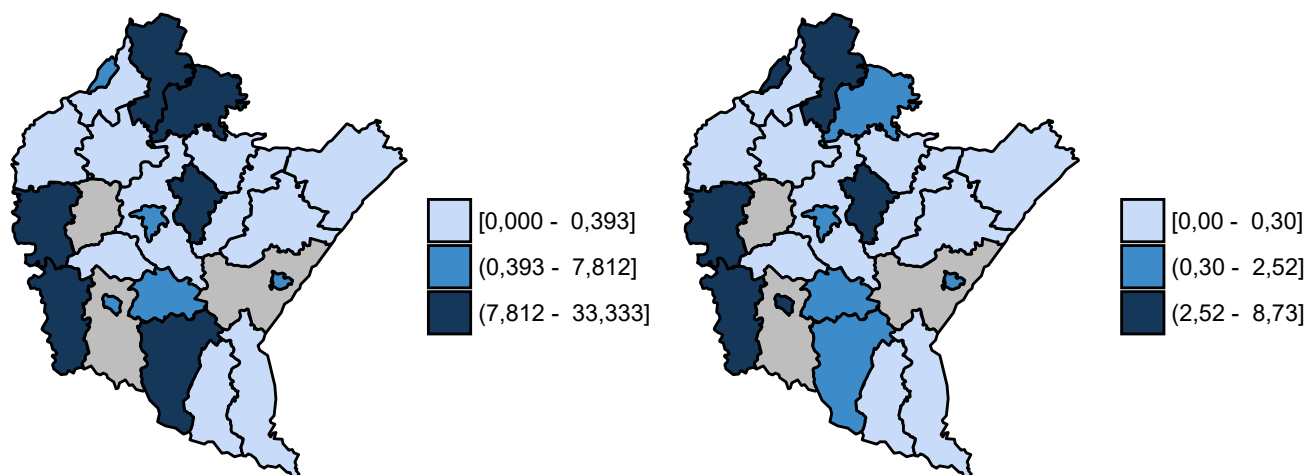 [0,000 - 0,393]
(0,393 - 7,812]
(7,812 - 33,333]
[0,00 - 0,30]
(0,30 - 2,52]
(2,52 - 8,73]